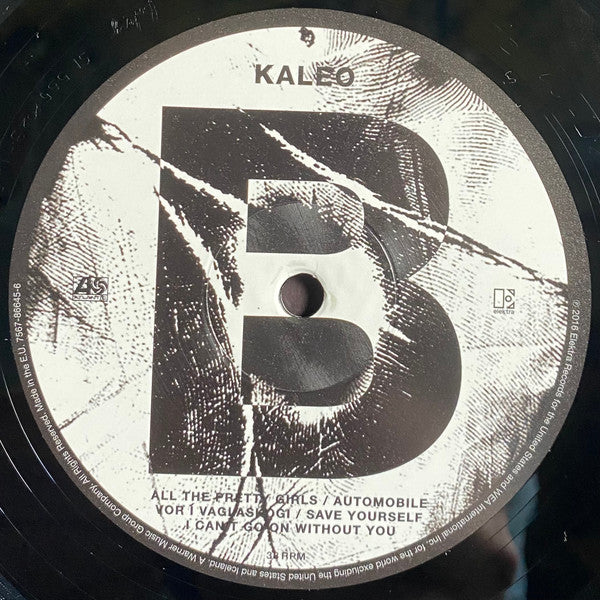 KALEO
B
ATLANTIC
elektra
ALL THE PRETTY GIRLS / AUTOMOBILE
VOR Í VAGLASKÓGI / SAVE YOURSELF
I CAN'T GO ON WITHOUT YOU
33 RPM
℗ 2016 Elektra Records for the United States and WEA International Inc. for the world excluding the United States and Iceland. A Warner Music Group Company. All Rights Reserved. Made in the E.U. 7567-86645-6